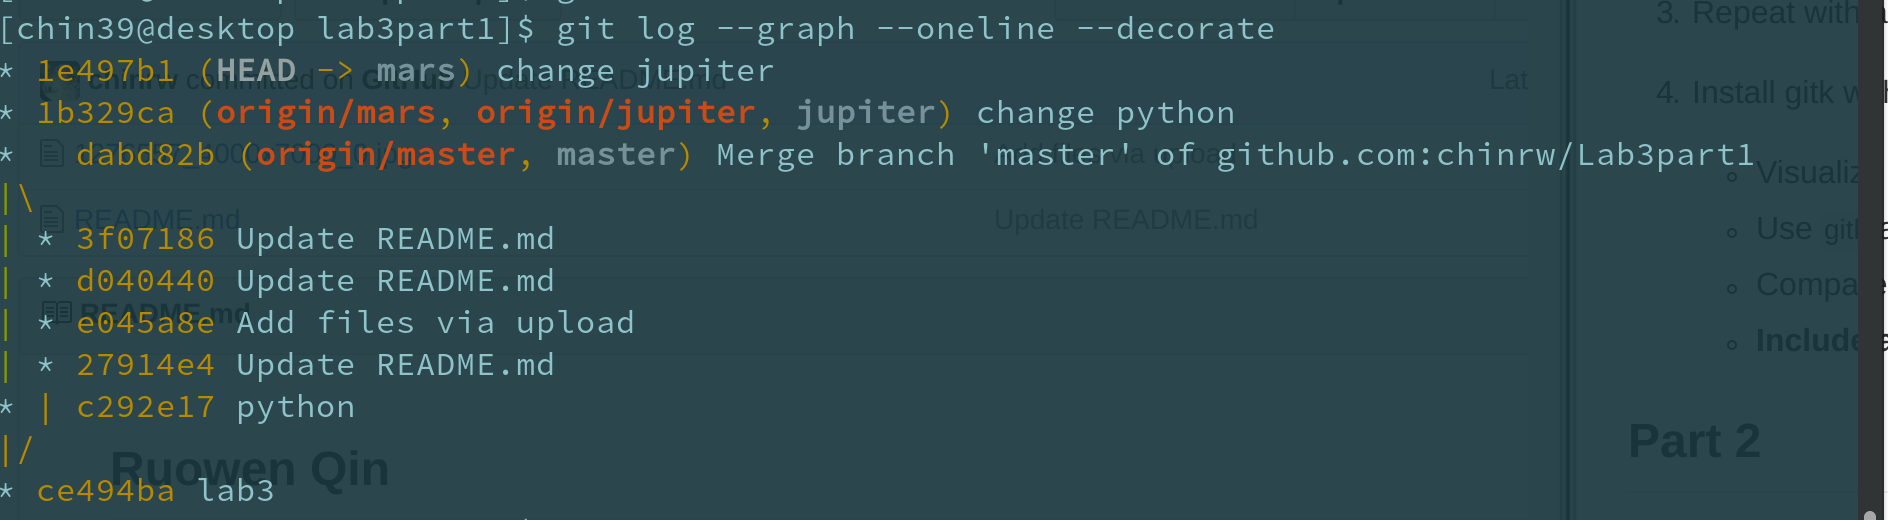 [chin39@desktop lab3part1]$ git log --graph --oneline --decorate
* 1e497b1 (HEAD -> mars) change jupiter
* 1b329ca (origin/mars, origin/jupiter, jupiter) change python
*   dabd82b (origin/master, master) Merge branch 'master' of github.com:chinrw/Lab3part1
|\
| * 3f07186 Update README.md
| * d040440 Update README.md
| * e045a8e Add files via upload
| * 27914e4 Update README.md
* | c292e17 python
|/
* ce494ba lab3
chinrw committed on GitHub Update README.md
Lat
README.md
Update README.md
README.md
Ruowen Qin
3. Repeat with a
4. Install gitk w
Visualiz
Use git
Compa
Include
Part 2